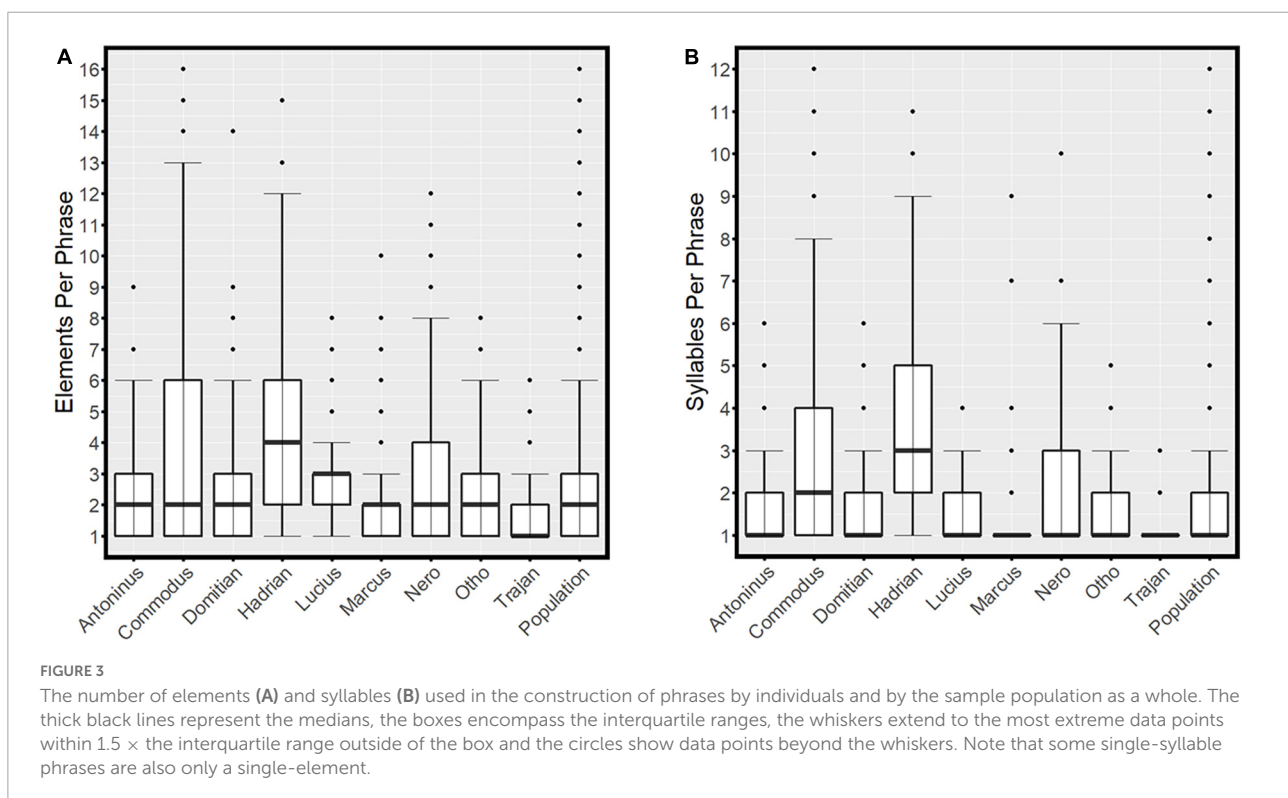 A
16
15
14
13
12
11
10
9
8
7
6
5
4
3
2
1
Elements Per Phrase
Antoninus
Commodus
Domitian
Hadrian
Lucius
Marcus
Nero
Otho
Trajan
Population
B
12
11
10
9
8
7
6
5
4
3
2
1
Syllables Per Phrase
Antoninus
Commodus
Domitian
Hadrian
Lucius
Marcus
Nero
Otho
Trajan
Population
FIGURE 3
The number of elements (A) and syllables (B) used in the construction of phrases by individuals and by the sample population as a whole. The
thick black lines represent the medians, the boxes encompass the interquartile ranges, the whiskers extend to the most extreme data points
within 1.5 × the interquartile range outside of the box and the circles show data points beyond the whiskers. Note that some single-syllable
phrases are also only a single-element.